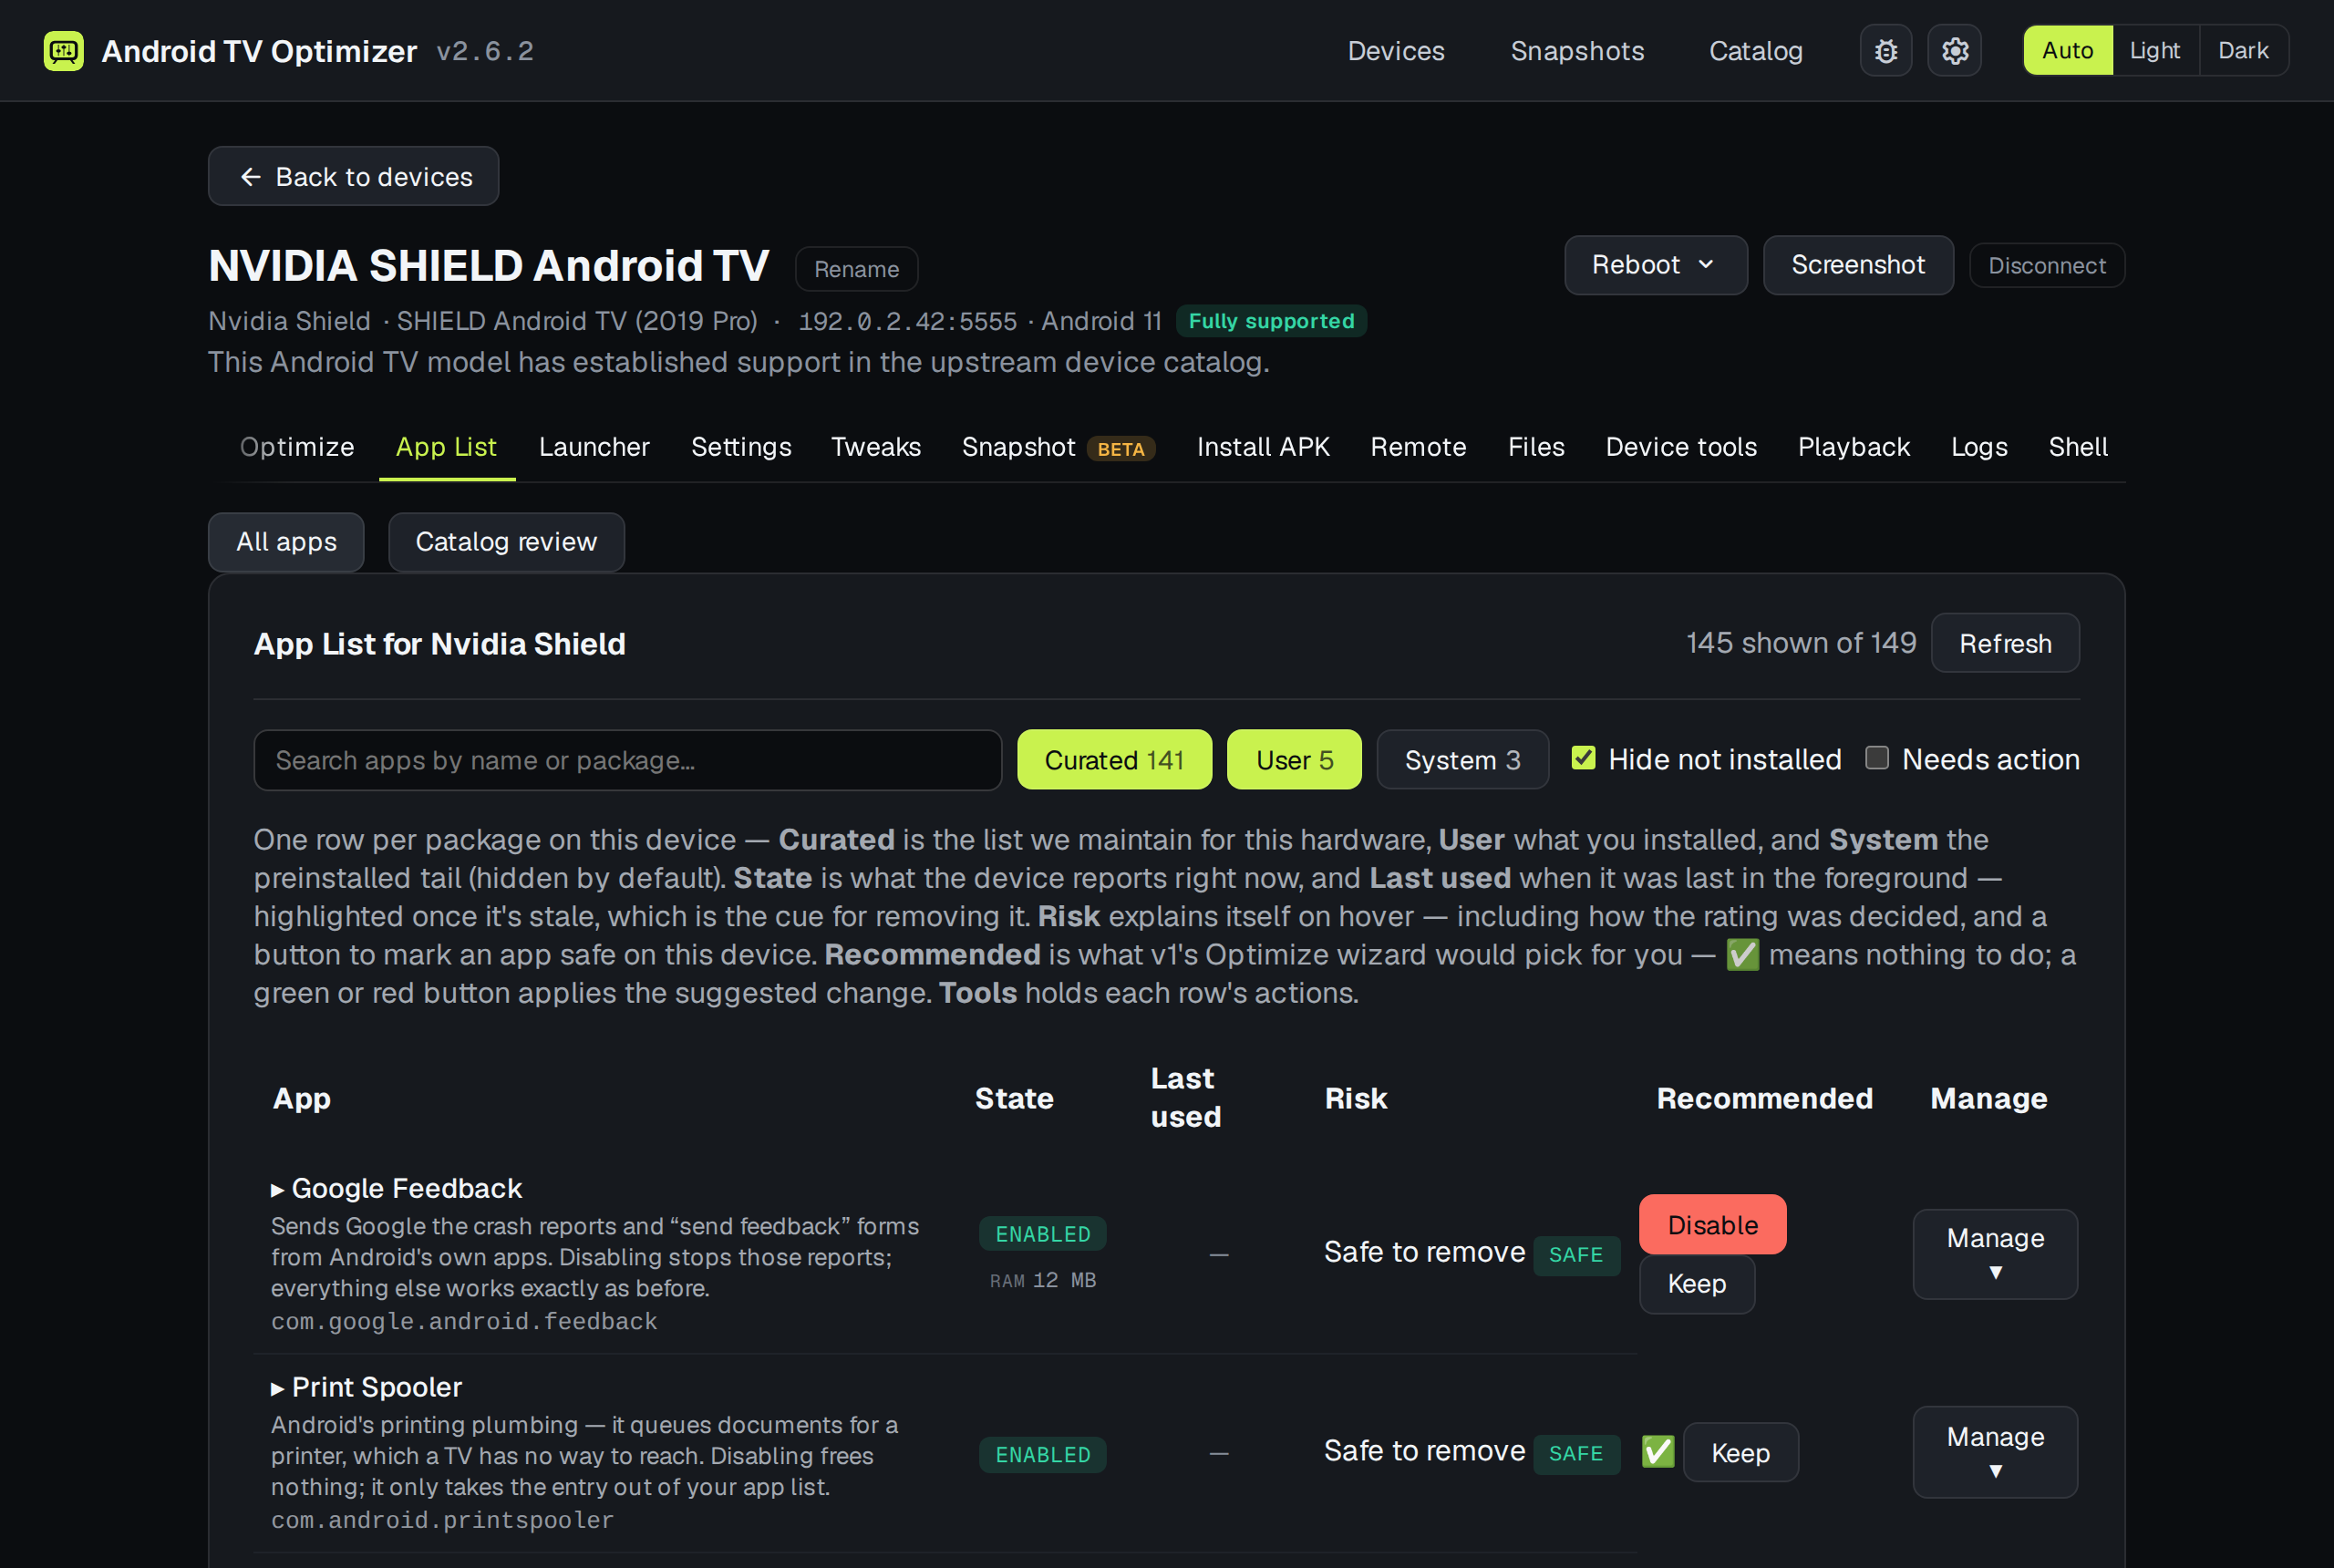 Android TV Optimizer v2.6.2
Devices Snapshots Catalog Auto Light Dark
← Back to devices
NVIDIA SHIELD Android TV Rename
Reboot Screenshot Disconnect
Nvidia Shield · SHIELD Android TV (2019 Pro) · 192.0.2.42:5555 · Android 11 Fully supported
This Android TV model has established support in the upstream device catalog.
Optimize App List Launcher Settings Tweaks Snapshot BETA Install APK Remote Files Device tools Playback Logs Shell
All apps Catalog review
App List for Nvidia Shield
145 shown of 149 Refresh
Search apps by name or package…
Curated 141 User 5 System 3 Hide not installed Needs action
One row per package on this device — Curated is the list we maintain for this hardware, User what you installed, and System the
preinstalled tail (hidden by default). State is what the device reports right now, and Last used when it was last in the foreground —
highlighted once it's stale, which is the cue for removing it. Risk explains itself on hover — including how the rating was decided, and a
button to mark an app safe on this device. Recommended is what v1's Optimize wizard would pick for you — ✅ means nothing to do; a
green or red button applies the suggested change. Tools holds each row's actions.
App State Last used Risk Recommended Manage
▸ Google Feedback
Sends Google the crash reports and “send feedback” forms
from Android's own apps. Disabling stops those reports;
everything else works exactly as before.
com.google.android.feedback
ENABLED
RAM 12 MB
—
Safe to remove SAFE
Disable
Keep
Manage
▼
▸ Print Spooler
Android's printing plumbing — it queues documents for a
printer, which a TV has no way to reach. Disabling frees
nothing; it only takes the entry out of your app list.
com.android.printspooler
ENABLED
—
Safe to remove SAFE
✅ Keep
Manage
▼